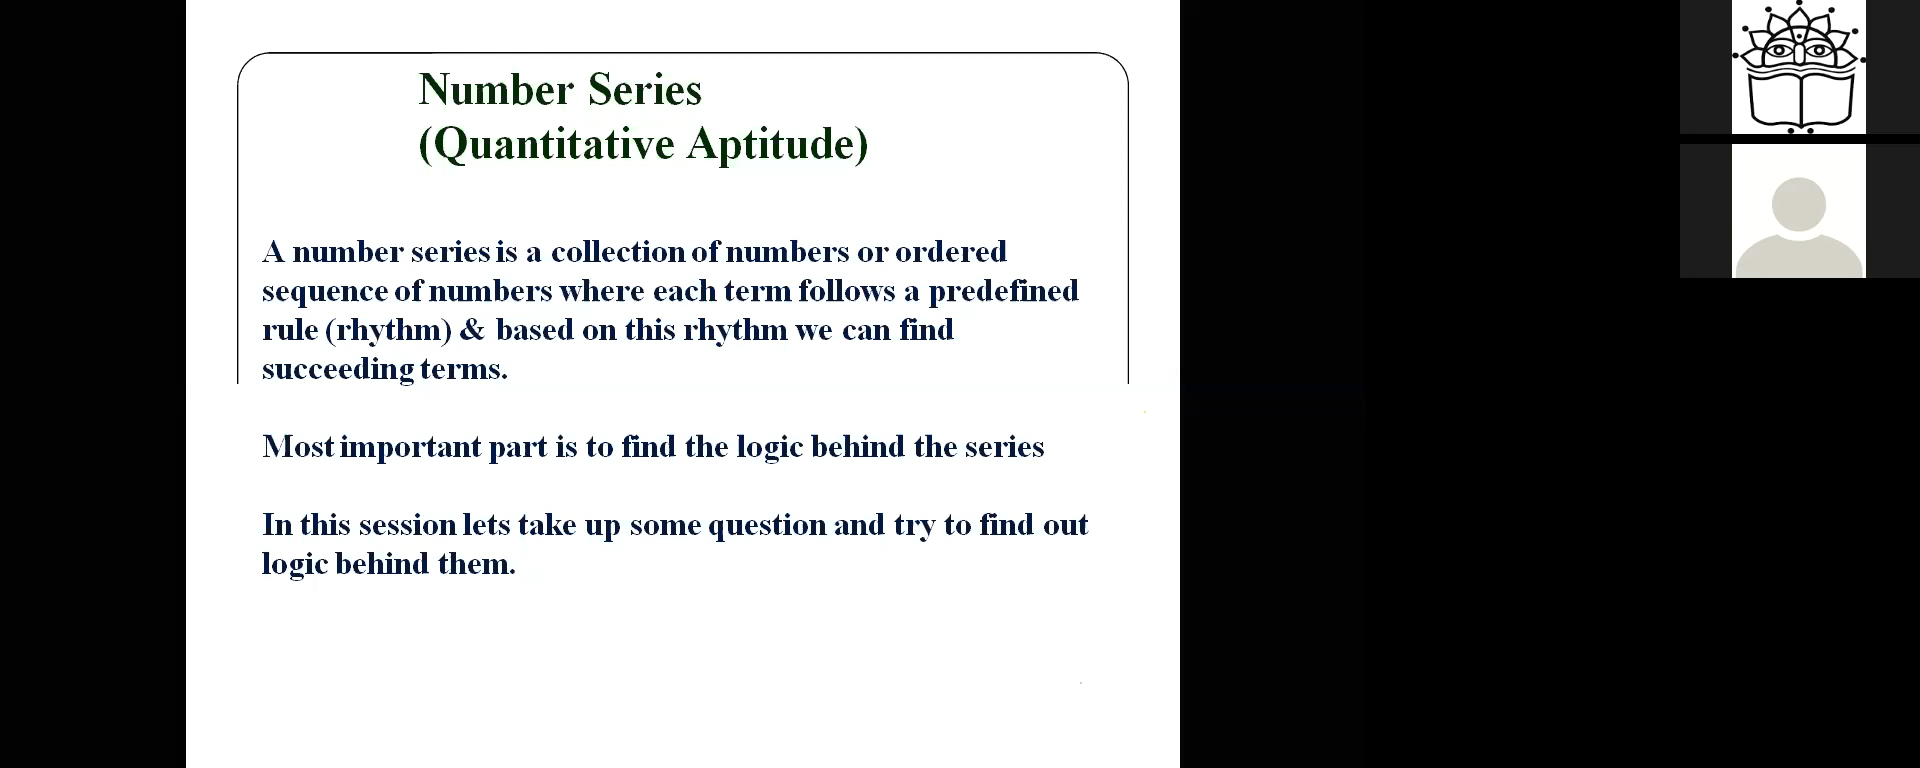 Number Series
(Quantitative Aptitude)
A number series is a collection of numbers or ordered
sequence of numbers where each term follows a predefined
rule (rhythm) & based on this rhythm we can find
succeeding terms.
Most important part is to find the logic behind the series
In this session lets take up some question and try to find out
logic behind them.